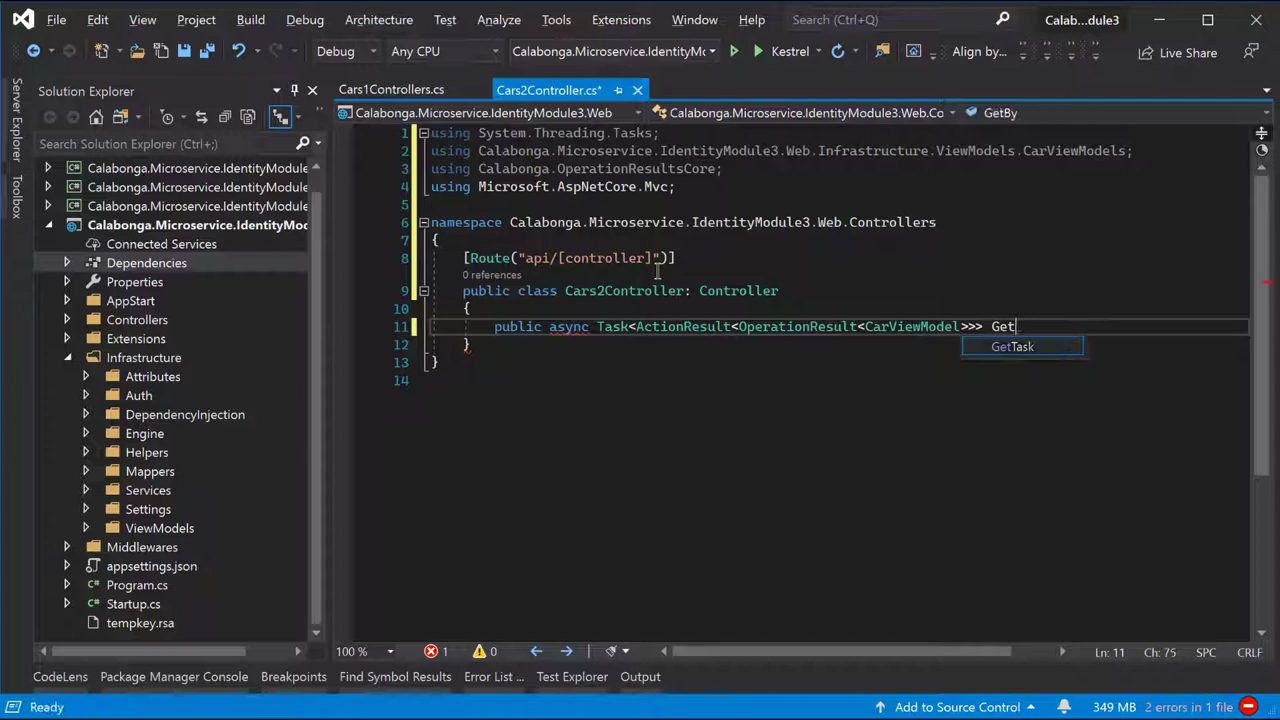 File Edit View Project Build Debug Architecture Test Analyze Tools Extensions Window Help Search (Ctrl+Q) Calab...dule3
Debug Any CPU Calabonga.Microservice.IdentityMo Kestrel Align by... Live Share
Server Explorer
Toolbox
Solution Explorer
Search Solution Explorer (Ctrl+;)
Calabonga.Microservice.IdentityModule3
Calabonga.Microservice.IdentityModule3
Calabonga.Microservice.IdentityModule3
Calabonga.Microservice.IdentityMo
Connected Services
Dependencies
Properties
AppStart
Controllers
Extensions
Infrastructure
Attributes
Auth
DependencyInjection
Engine
Helpers
Mappers
Services
Settings
ViewModels
Middlewares
appsettings.json
Program.cs
Startup.cs
tempkey.rsa
Cars1Controllers.cs Cars2Controller.cs*
Calabonga.Microservice.IdentityModule3.Web Calabonga.Microservice.IdentityModule3.Web.Co GetBy
1 using System.Threading.Tasks;
2 using Calabonga.Microservice.IdentityModule3.Web.Infrastructure.ViewModels.CarViewModels;
3 using Calabonga.OperationResultsCore;
4 using Microsoft.AspNetCore.Mvc;
5
6 namespace Calabonga.Microservice.IdentityModule3.Web.Controllers
7 {
8 [Route("api/[controller]")]
0 references
9 public class Cars2Controller: Controller
10 {
11 public async Task<ActionResult<OperationResult<CarViewModel>>> Get
GetTask
12 }
13 }
14
100 % 1 0 Ln: 11 Ch: 75 SPC CRLF
CodeLens Package Manager Console Breakpoints Find Symbol Results Error List ... Test Explorer Output
Ready Add to Source Control 349 MB 2 errors in 1 file